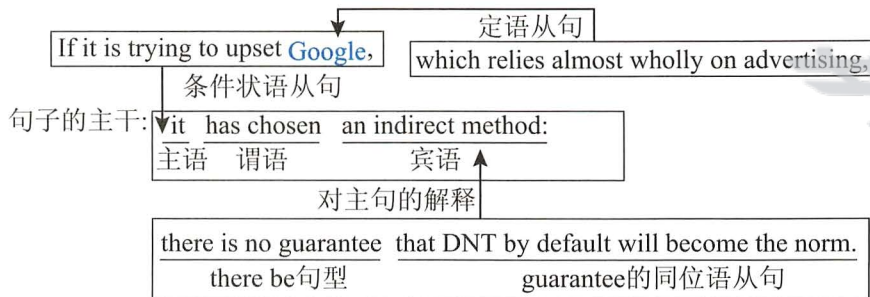 定语从句
If it is trying to upset Google,
which relies almost wholly on advertising,
条件状语从句
句子的主干:
it has chosen an indirect method:
主语 谓语 宾语
对主句的解释
there is no guarantee that DNT by default will become the norm.
there be句型 guarantee的同位语从句